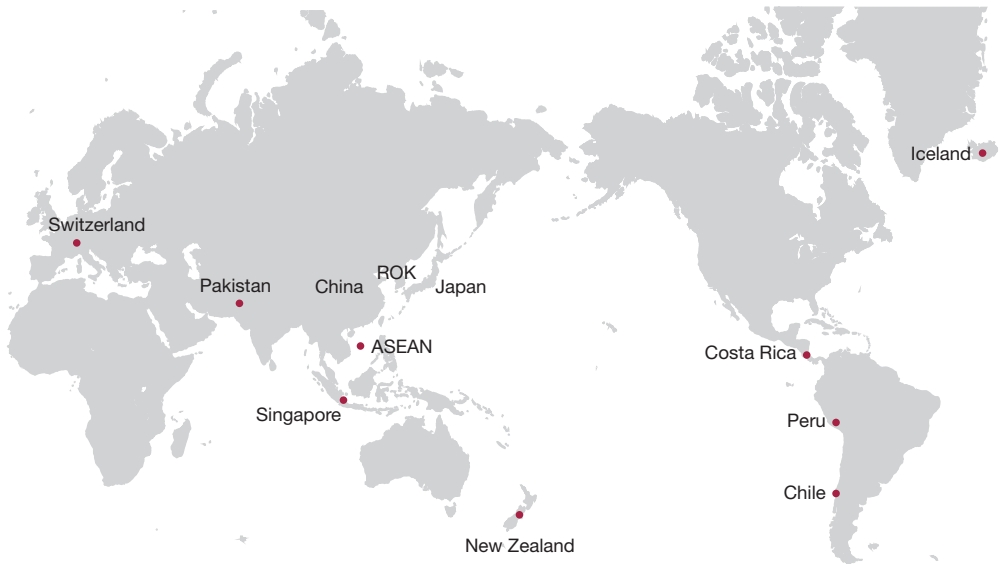 Iceland
Switzerland
ROK
Pakistan
China
Japan
ASEAN
Costa Rica
Singapore
Peru
Chile
New Zealand